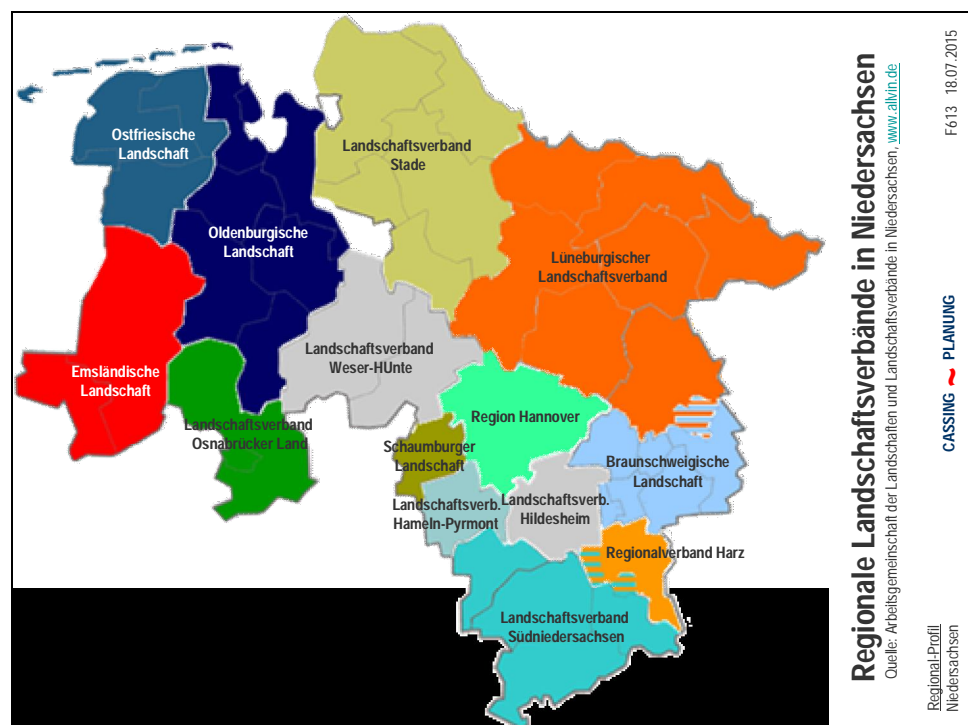 Ostfriesische
Landschaft
Oldenburgische
Landschaft
Landschaftsverband
Stade
Lüneburgischer
Landschaftsverband
Emsländische
Landschaft
Landschaftsverband
Weser-HUnte
Landschaftsverband
Osnabrücker Land
Region Hannover
Schaumburger
Landschaft
Braunschweigische
Landschaft
Landschaftsverb.
Hameln-Pyrmont
Landschaftsverb.
Hildesheim
Regionalverband Harz
Landschaftsverband
Südniedersachsen
Regionale Landschaftsverbände in Niedersachsen
Quelle: Arbeitsgemeinschaft der Landschaften und Landschaftsverbände in Niedersachsen, www.allvin.de
Regional-Profil
Niedersachsen
CASSING ~ PLANUNG
F613 18.07.2015